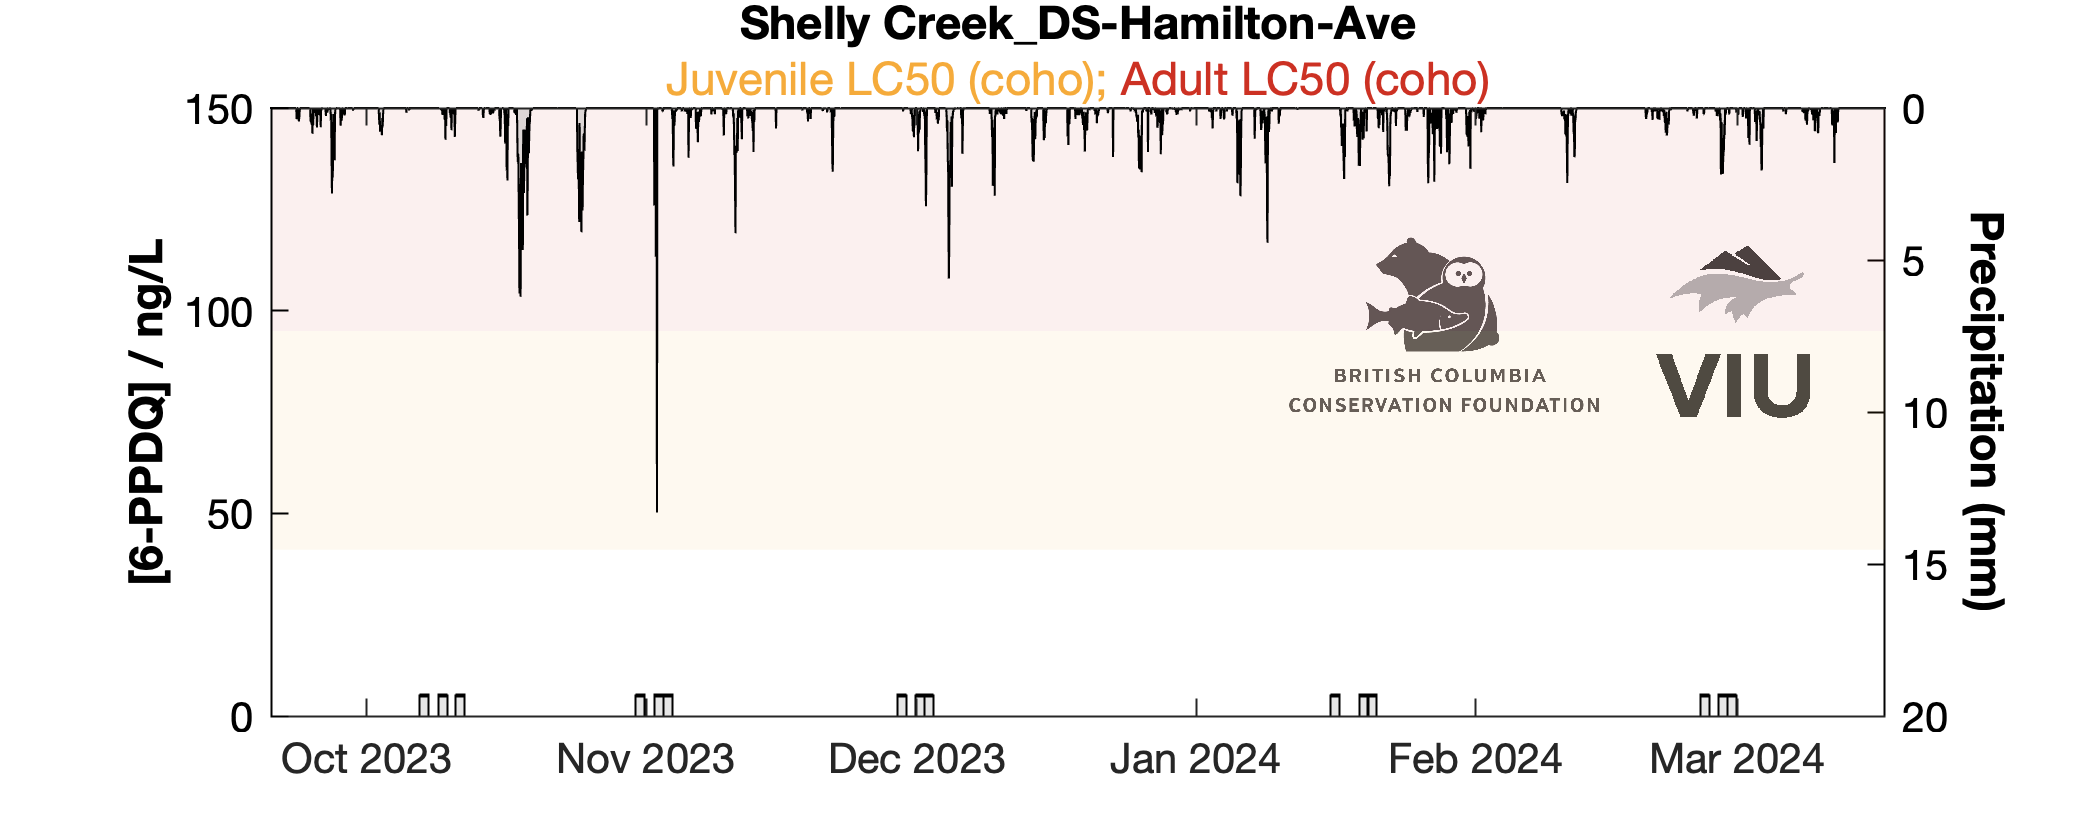 Shelly Creek_DS-Hamilton-Ave
Juvenile LC50 (coho); Adult LC50 (coho)
150
100
50
0
[6-PPDQ] / ng/L
0
5
10
15
20
Precipitation (mm)
BRITISH COLUMBIA
CONSERVATION FOUNDATION
VIU
Oct 2023
Nov 2023
Dec 2023
Jan 2024
Feb 2024
Mar 2024